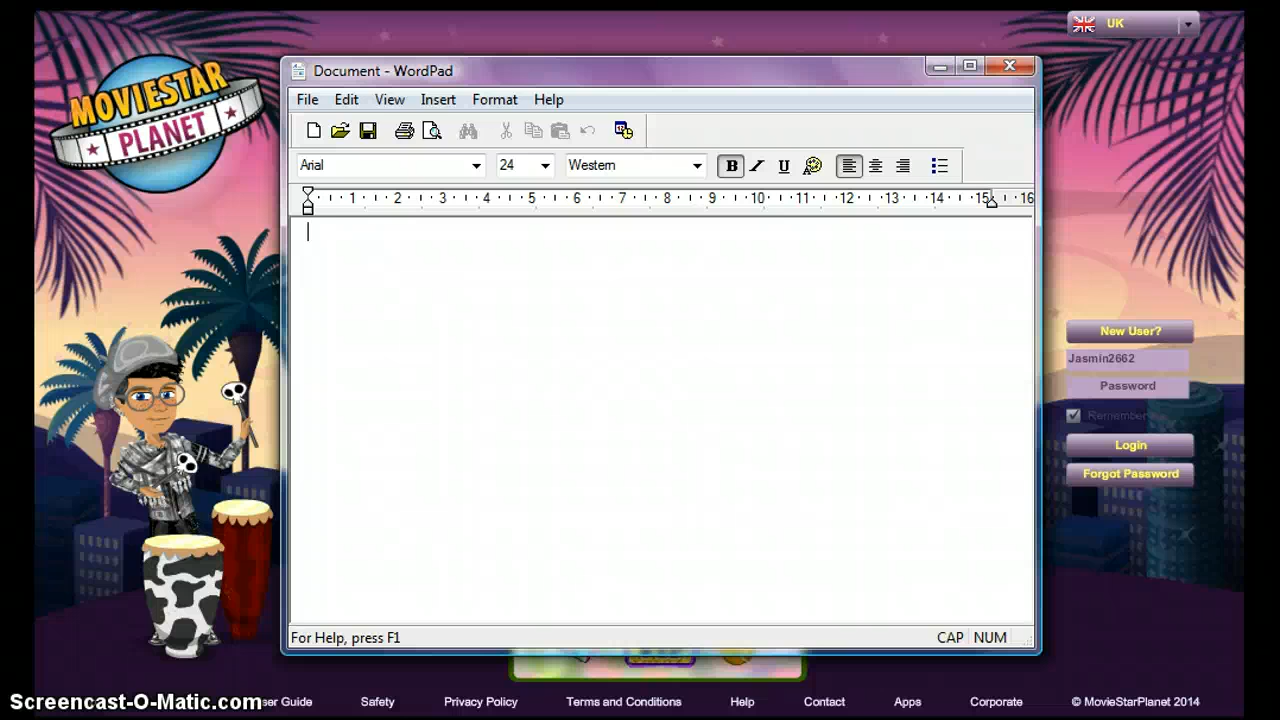 UK
MOVIESTAR
PLANET
Document - WordPad
File Edit View Insert Format Help
Arial 24 Western B U
1 2 3 4 5 6 7 8 9 10 11 12 13 14 15 16
New User?
Jasmin2662
Password
Remember
Login
Forgot Password
For Help, press F1 CAP NUM
Screencast-O-Matic.com
ser Guide Safety Privacy Policy Terms and Conditions Help Contact Apps Corporate © MovieStarPlanet 2014